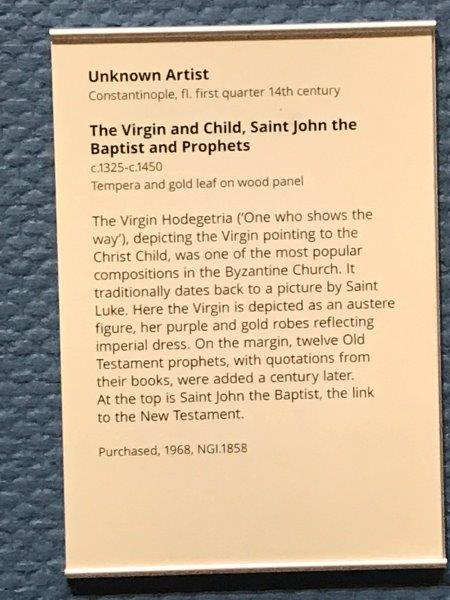 Unknown Artist
Constantinople, fl. first quarter 14th century
The Virgin and Child, Saint John the
Baptist and Prophets
c.1325-c.1450
Tempera and gold leaf on wood panel
The Virgin Hodegetria (‘One who shows the
way’), depicting the Virgin pointing to the
Christ Child, was one of the most popular
compositions in the Byzantine Church. It
traditionally dates back to a picture by Saint
Luke. Here the Virgin is depicted as an austere
figure, her purple and gold robes reflecting
imperial dress. On the margin, twelve Old
Testament prophets, with quotations from
their books, were added a century later.
At the top is Saint John the Baptist, the link
to the New Testament.
Purchased, 1968, NGI.1858